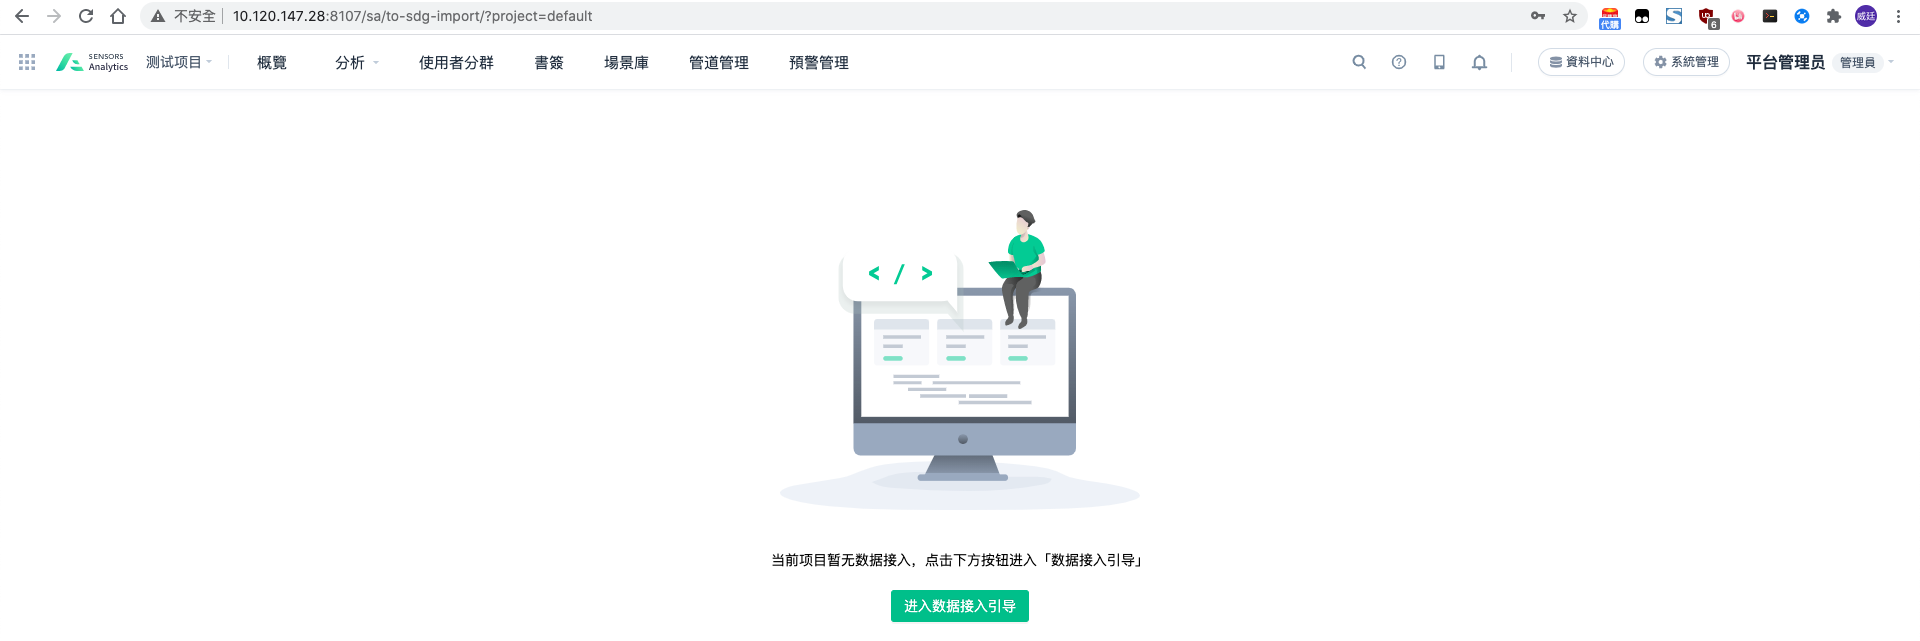 不安全 10.120.147.28:8107/sa/to-sdg-import/?project=default
代購
6
威廷
SENSORS
Analytics
测试项目
概覽
分析
使用者分群
書簽
場景庫
管道管理
預警管理
資料中心
系統管理
平台管理员
管理員
< / >
当前项目暂无数据接入，点击下方按钮进入「数据接入引导」
进入数据接入引导